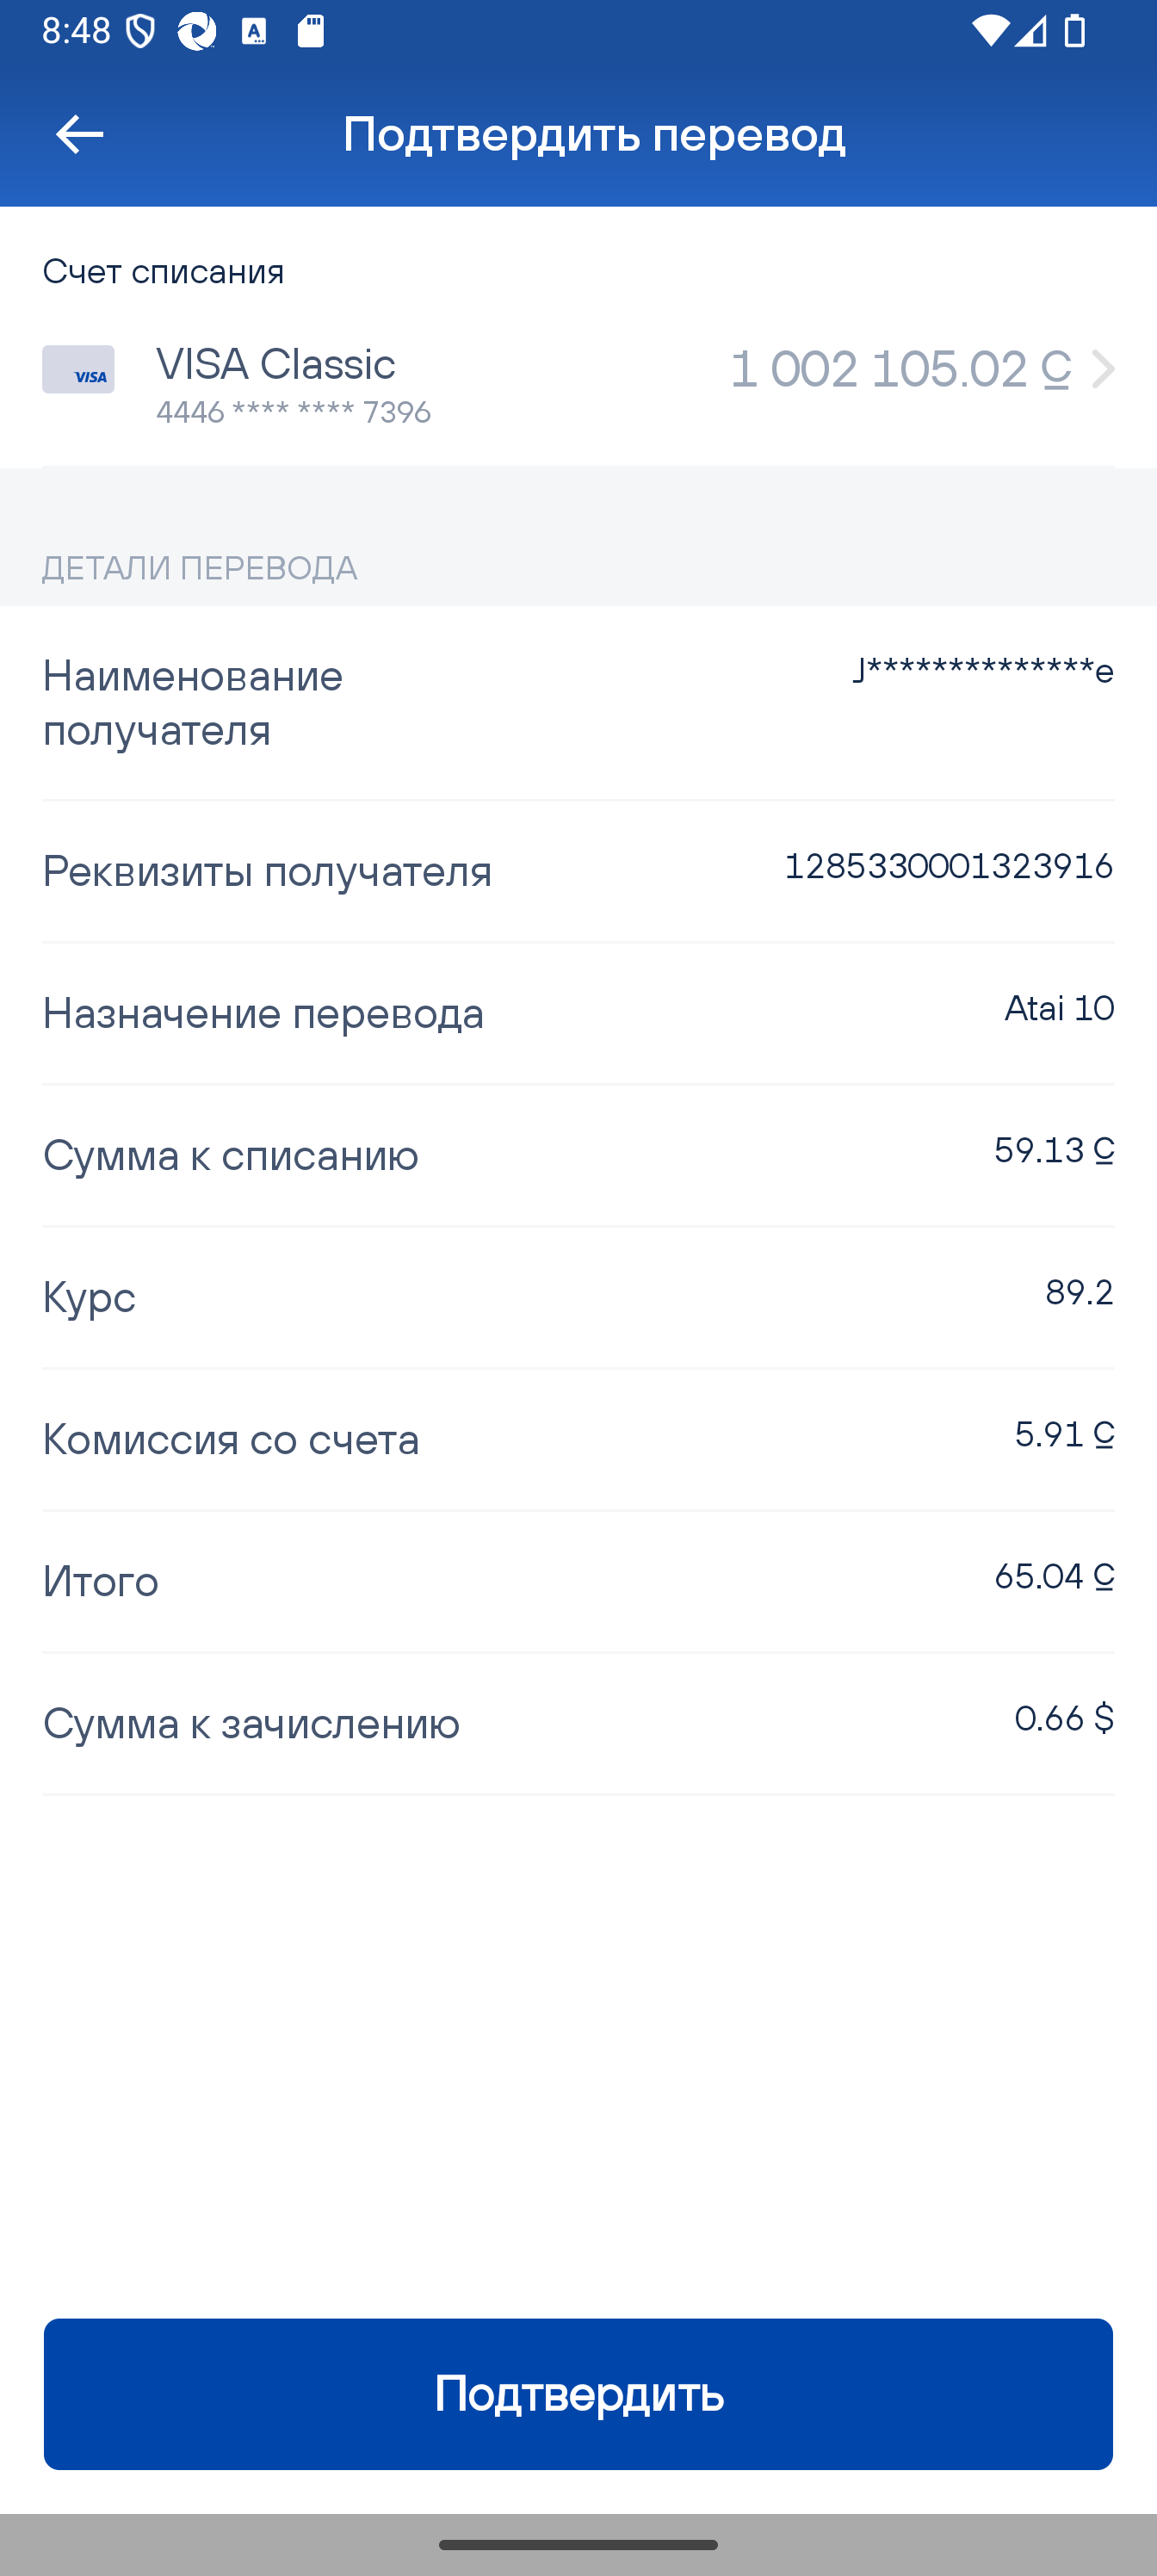 8:48
Подтвердить перевод
Счет списания
VISA
VISA Classic
1 002 105.02 С
4446 **** **** 7396
ДЕТАЛИ ПЕРЕВОДА
Наименование
получателя
J**************e
Реквизиты получателя
1285330001323916
Назначение перевода
Atai 10
Сумма к списанию
59.13 С
Курс
89.2
Комиссия со счета
5.91 С
Итого
65.04 С
Сумма к зачислению
0.66 $
Подтвердить